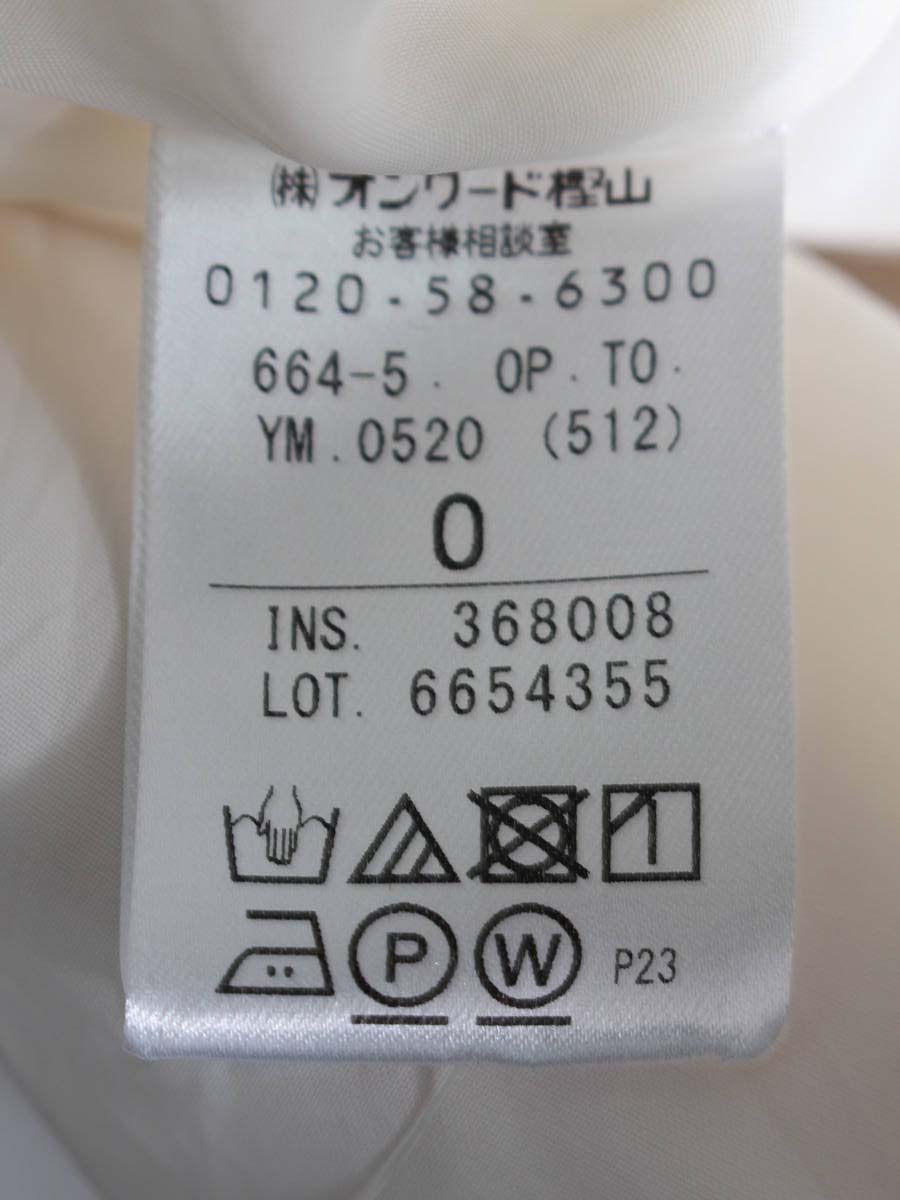 (株)オンワード樫山
お客様相談室
0120-58-6300
664-5. OP.TO.
YM.0520 (512)
0
INS. 368008
LOT. 6654355
P W P23